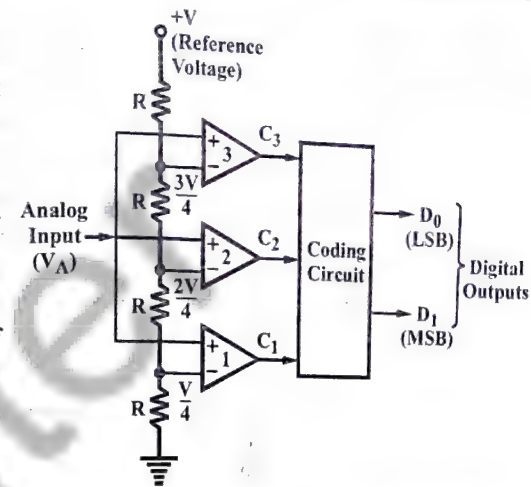 +V
(Reference
Voltage)
R
C3
+
3
−
R
3V/4
Analog
Input
(VA)
C2
+
2
−
Coding
Circuit
D0
(LSB)
Digital
Outputs
R
2V/4
C1
D1
(MSB)
+
1
−
R
V/4